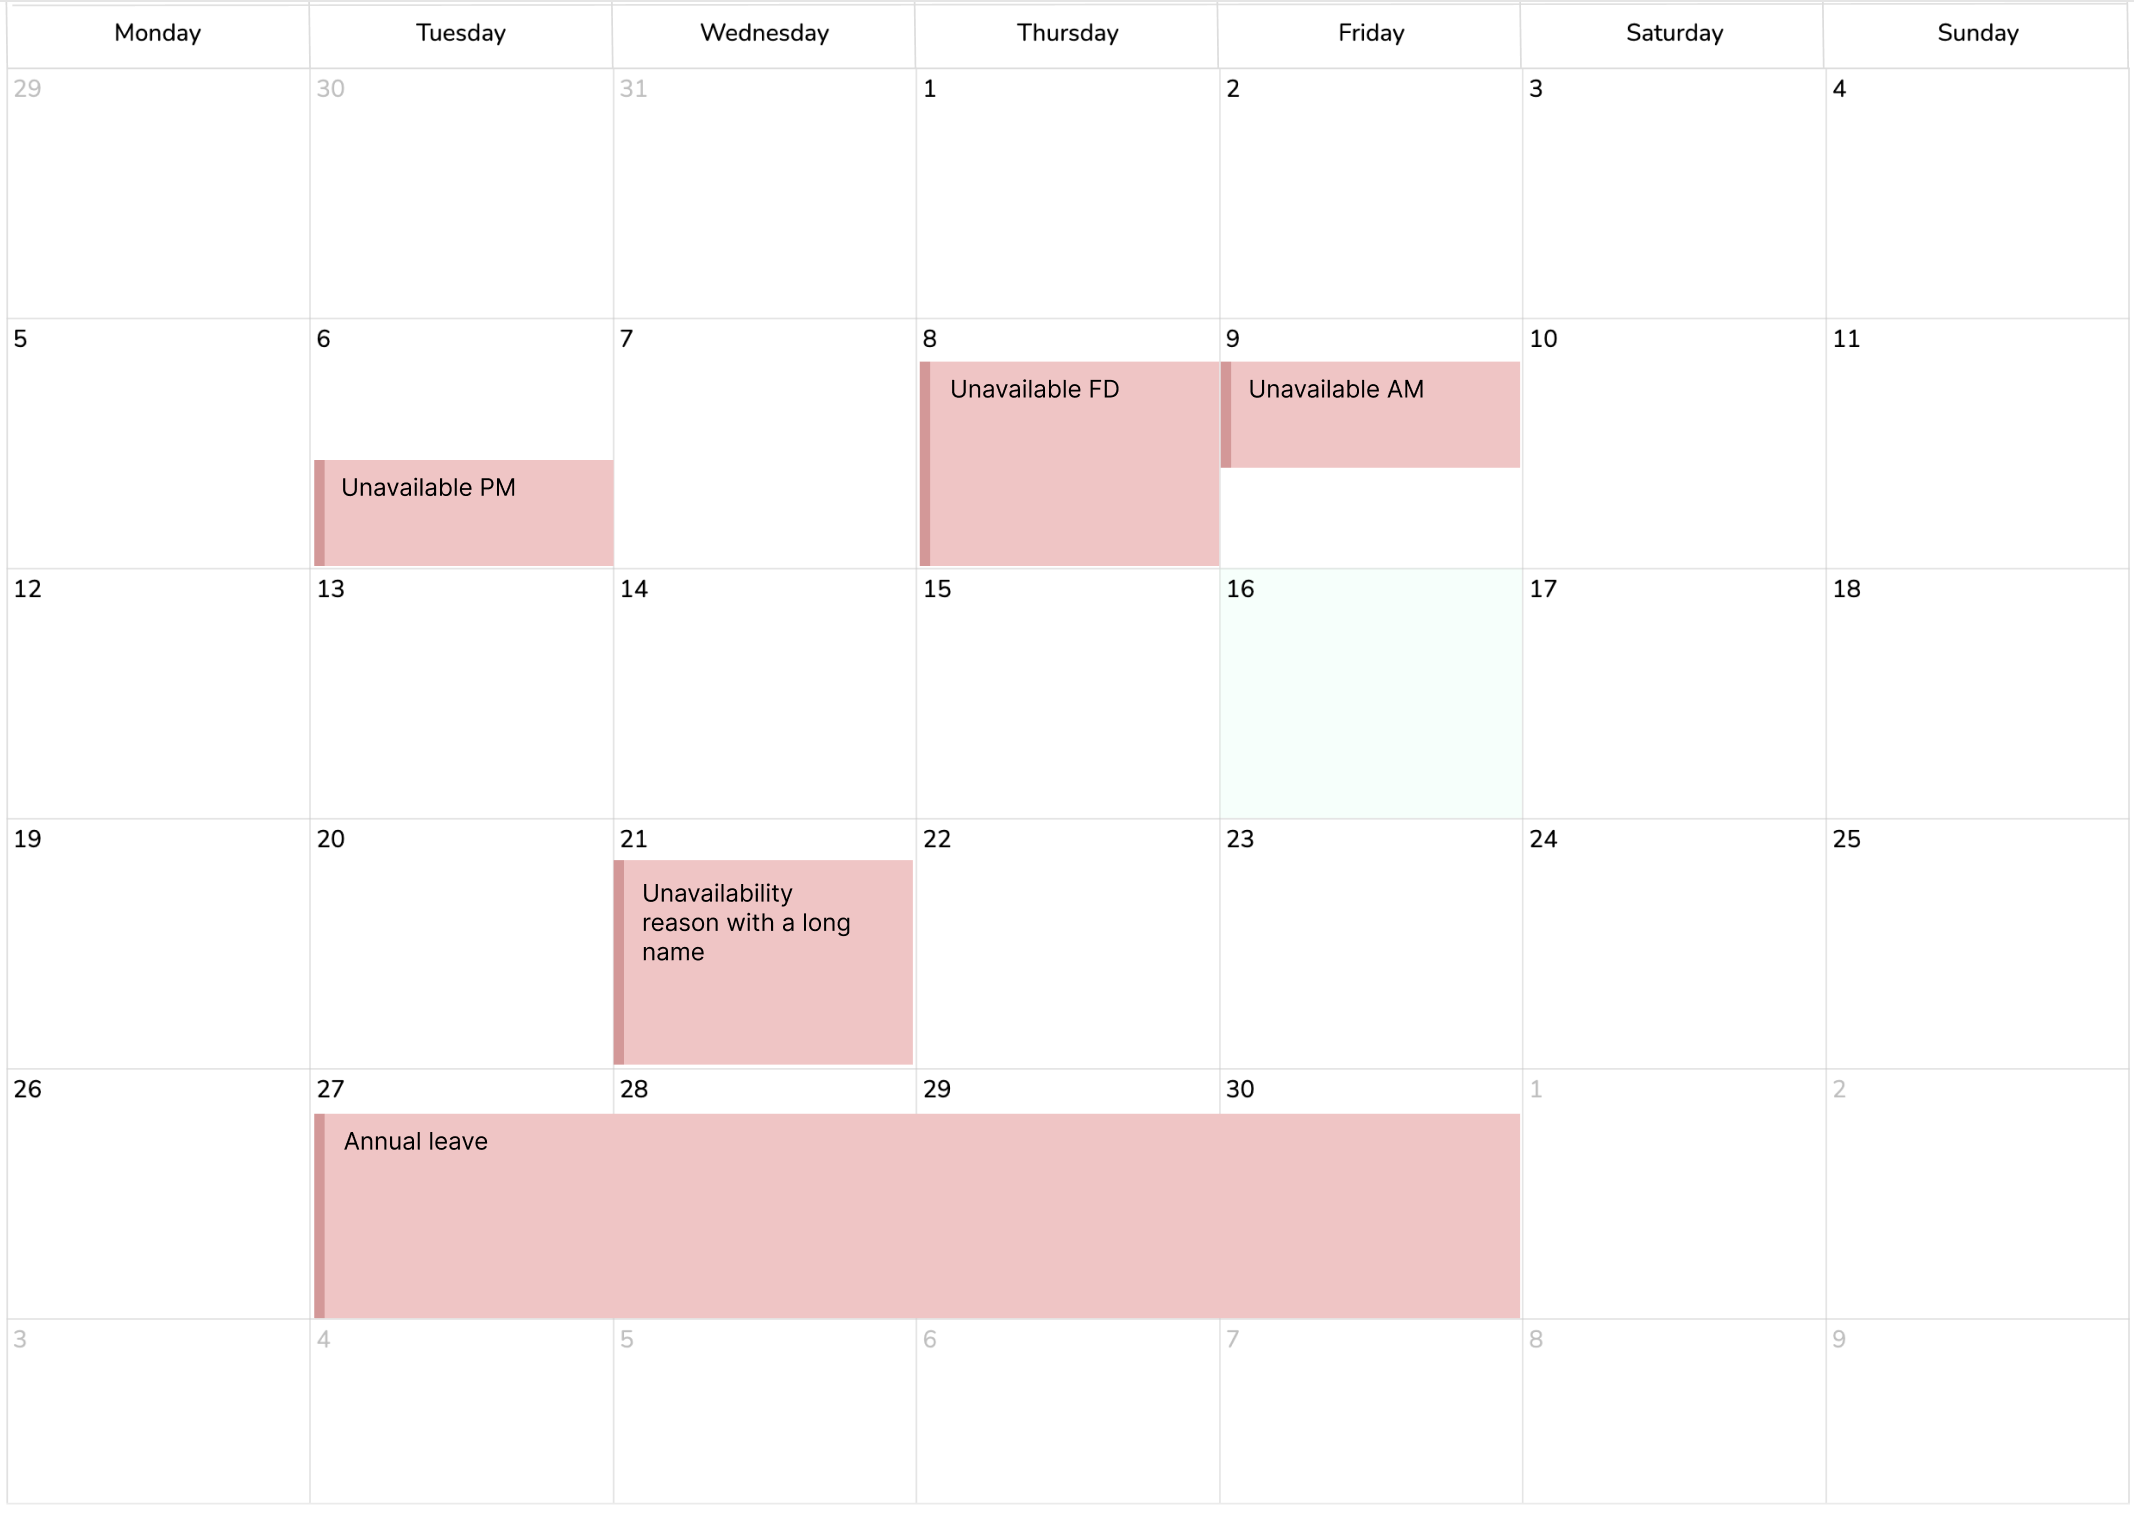 Monday Tuesday Wednesday Thursday Friday Saturday Sunday
29 30 31 1 2 3 4
5 6 7 8 9 10 11
Unavailable FD Unavailable AM
Unavailable PM
12 13 14 15 16 17 18
19 20 21 22 23 24 25
Unavailability
reason with a long
name
26 27 28 29 30 1 2
Annual leave
3 4 5 6 7 8 9